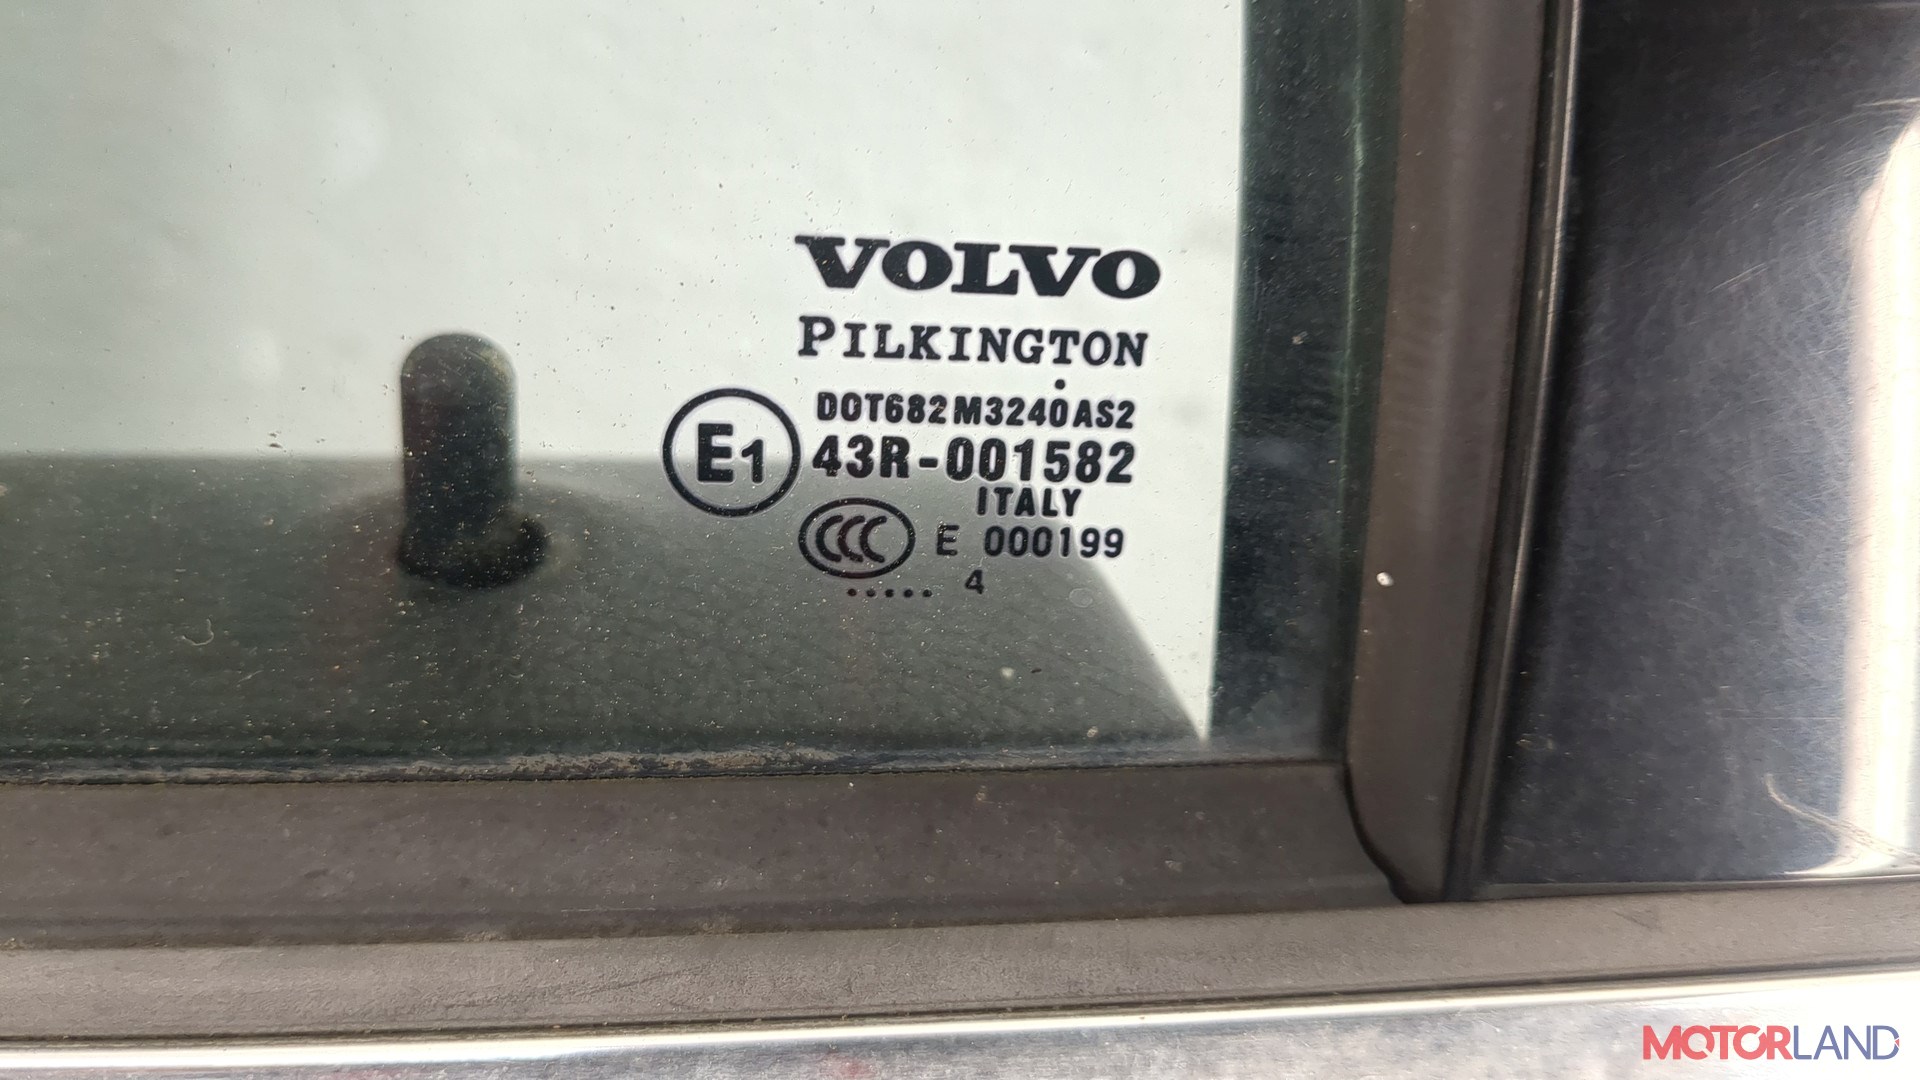 VOLVO
PILKINGTON
DOT682M3240AS2
E1 43R-001582
ITALY
CCC E 000199
..... 4
MOTORLAND